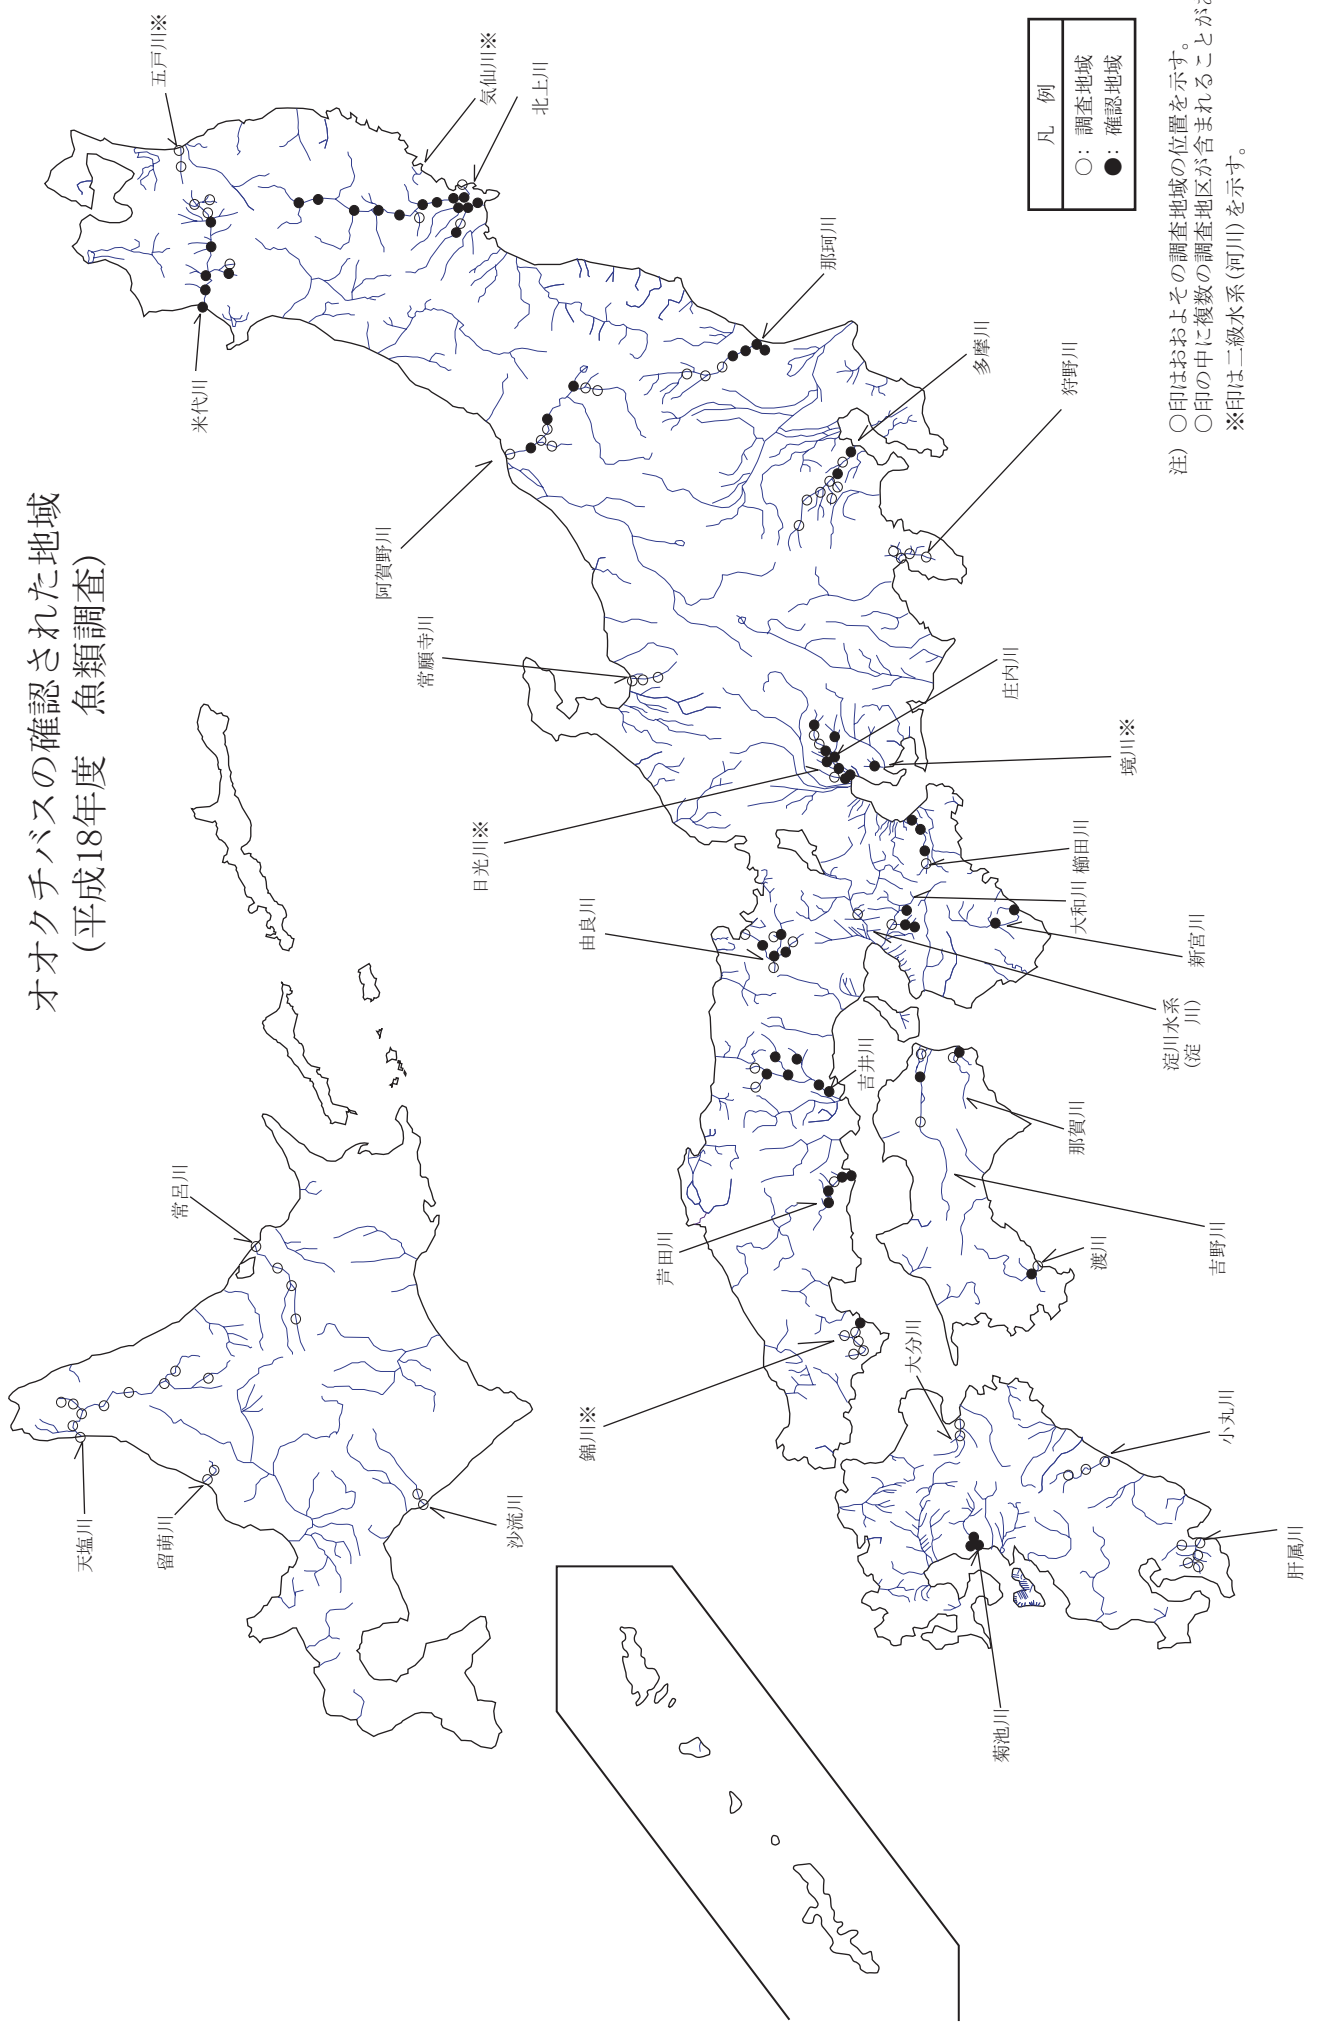 オオクチバスの確認された地域
(平成18年度　魚類調査)
常呂川
天塩川
留萌川
沙流川
五戸川※
気仙川※
北上川
米代川
那珂川
多摩川
狩野川
阿賀野川
常願寺川
庄内川
境川※
日光川※
由良川
櫛田川
大和川
新宮川
淀川水系
(淀　川)
吉井川
那賀川
芦田川
吉野川
渡川
錦川※
大分川
小丸川
肝属川
菊池川
凡　例
○：調査地域
●：確認地域
注）○印はおおよその調査地域の位置を示す。
○印の中に複数の調査地区が含まれることが
※印は二級水系(河川)を示す。